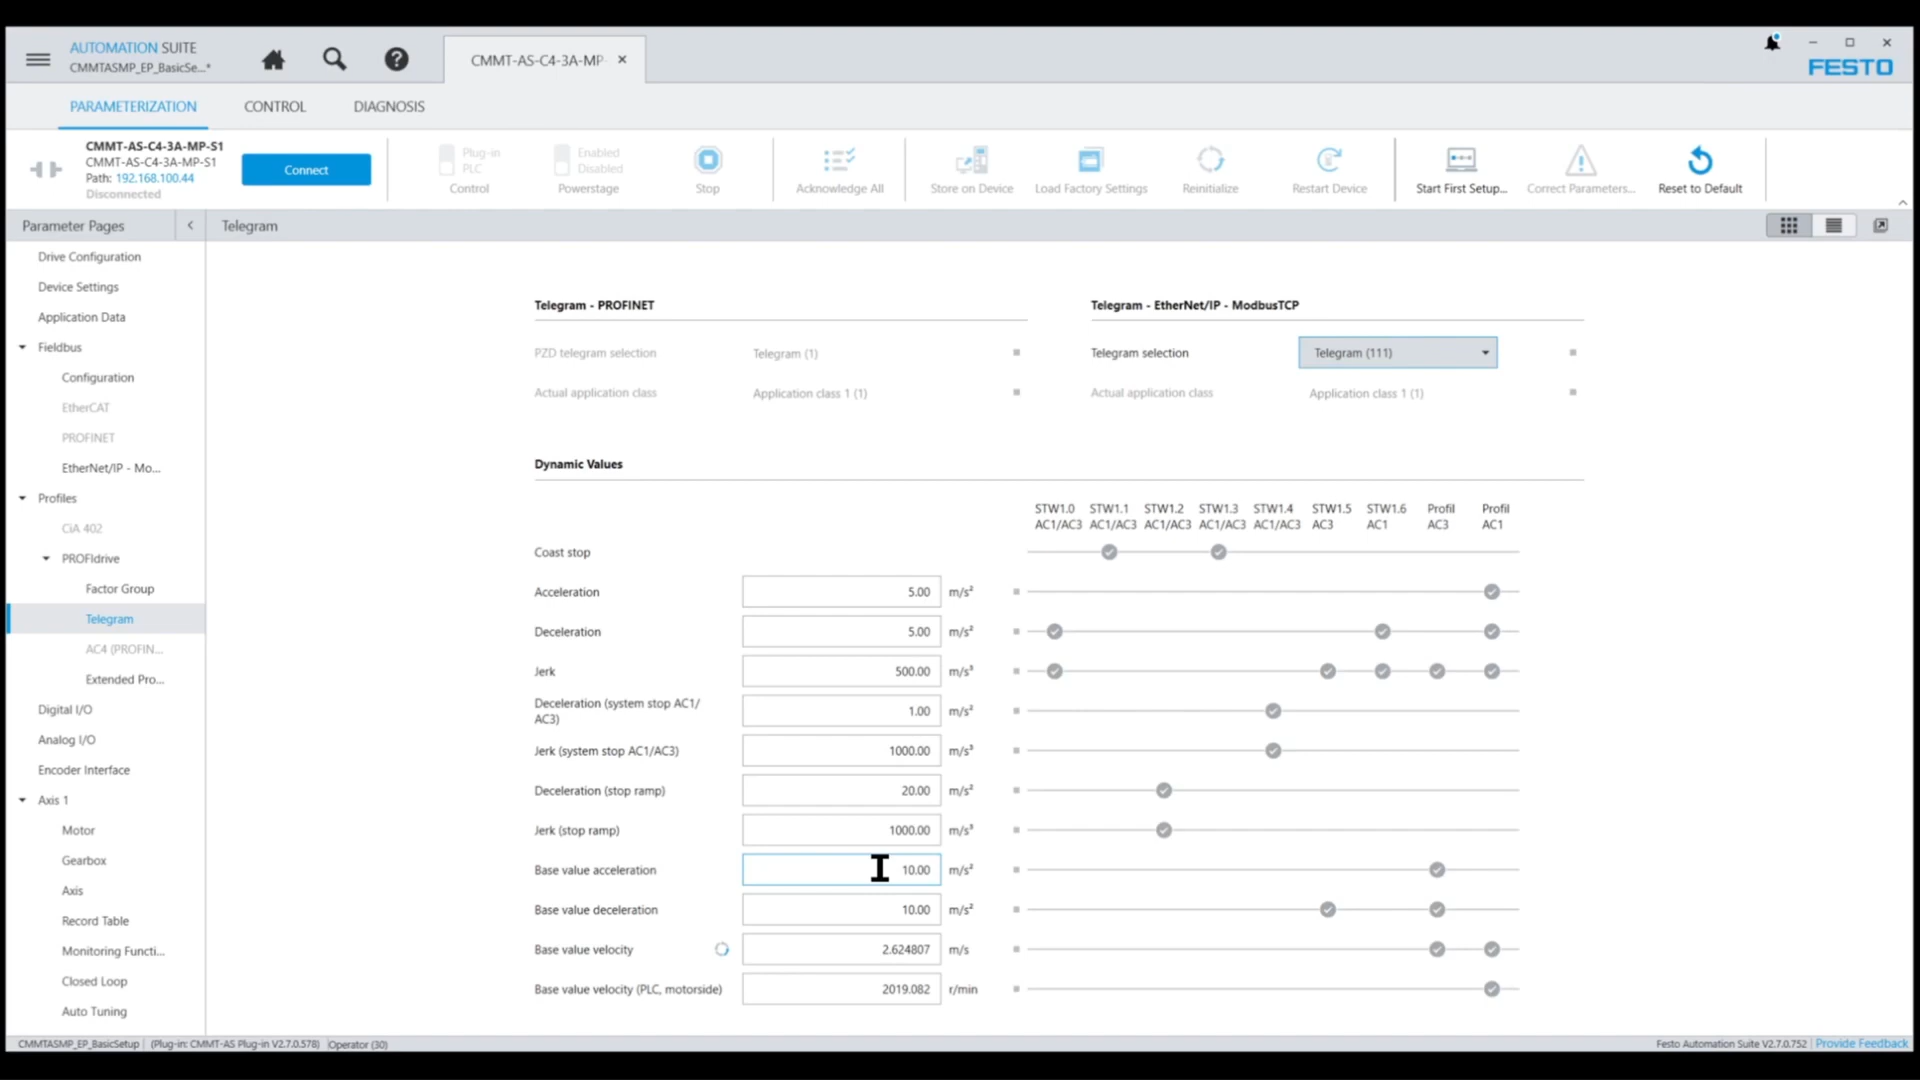 AUTOMATION SUITE
CMMTASMP_EP_BasicSe...*
CMMT-AS-C4-3A-MP-
FESTO
PARAMETERIZATION
CONTROL
DIAGNOSIS
CMMT-AS-C4-3A-MP-S1
CMMT-AS-C4-3A-MP-S1
Path: 192.168.100.44
Disconnected
Connect
Plug-in
PLC
Control
Enabled
Disabled
Powerstage
Stop
Acknowledge All
Store on Device
Load Factory Settings
Reinitialize
Restart Device
Start First Setup...
Correct Parameters...
Reset to Default
Parameter Pages
Telegram
Drive Configuration
Device Settings
Application Data
Fieldbus
Configuration
EtherCAT
PROFINET
EtherNet/IP - Mo...
Profiles
CiA 402
PROFIdrive
Factor Group
Telegram
AC4 (PROFIN...
Extended Pro...
Digital I/O
Analog I/O
Encoder Interface
Axis 1
Motor
Gearbox
Axis
Record Table
Monitoring Functi...
Closed Loop
Auto Tuning
Telegram - PROFINET
PZD telegram selection Telegram (1)
Actual application class Application class 1 (1)
Telegram - EtherNet/IP - ModbusTCP
Telegram selection Telegram (111)
Actual application class Application class 1 (1)
Dynamic Values
STW1.0 STW1.1 STW1.2 STW1.3 STW1.4 STW1.5 STW1.6 Profil Profil
AC1/AC3 AC1/AC3 AC1/AC3 AC1/AC3 AC1/AC3 AC3 AC1 AC3 AC1
Coast stop
Acceleration 5.00 m/s²
Deceleration 5.00 m/s²
Jerk 500.00 m/s³
Deceleration (system stop AC1/
AC3) 1.00 m/s²
Jerk (system stop AC1/AC3) 1000.00 m/s³
Deceleration (stop ramp) 20.00 m/s²
Jerk (stop ramp) 1000.00 m/s³
Base value acceleration 10.00 m/s²
Base value deceleration 10.00 m/s²
Base value velocity 2.624807 m/s
Base value velocity (PLC, motorside) 2019.082 r/min
CMMTASMP_EP_BasicSetup (Plug-in: CMMT-AS Plug-in V2.7.0.578) Operator (30)
Festo Automation Suite V2.7.0.752 Provide Feedback